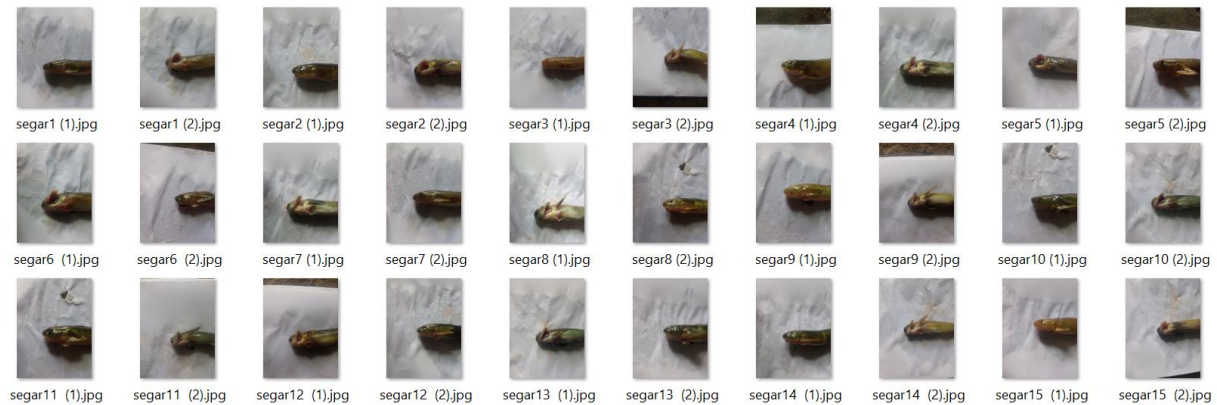 segar1 (1).jpg segar1 (2).jpg segar2 (1).jpg segar2 (2).jpg segar3 (1).jpg segar3 (2).jpg segar4 (1).jpg segar4 (2).jpg segar5 (1).jpg segar5 (2).jpg
segar6  (1).jpg segar6  (2).jpg segar7 (1).jpg segar7 (2).jpg segar8 (1).jpg segar8 (2).jpg segar9 (1).jpg segar9 (2).jpg segar10 (1).jpg segar10 (2).jpg
segar11  (1).jpg segar11  (2).jpg segar12  (1).jpg segar12  (2).jpg segar13  (1).jpg segar13  (2).jpg segar14  (1).jpg segar14  (2).jpg segar15  (1).jpg segar15  (2).jpg